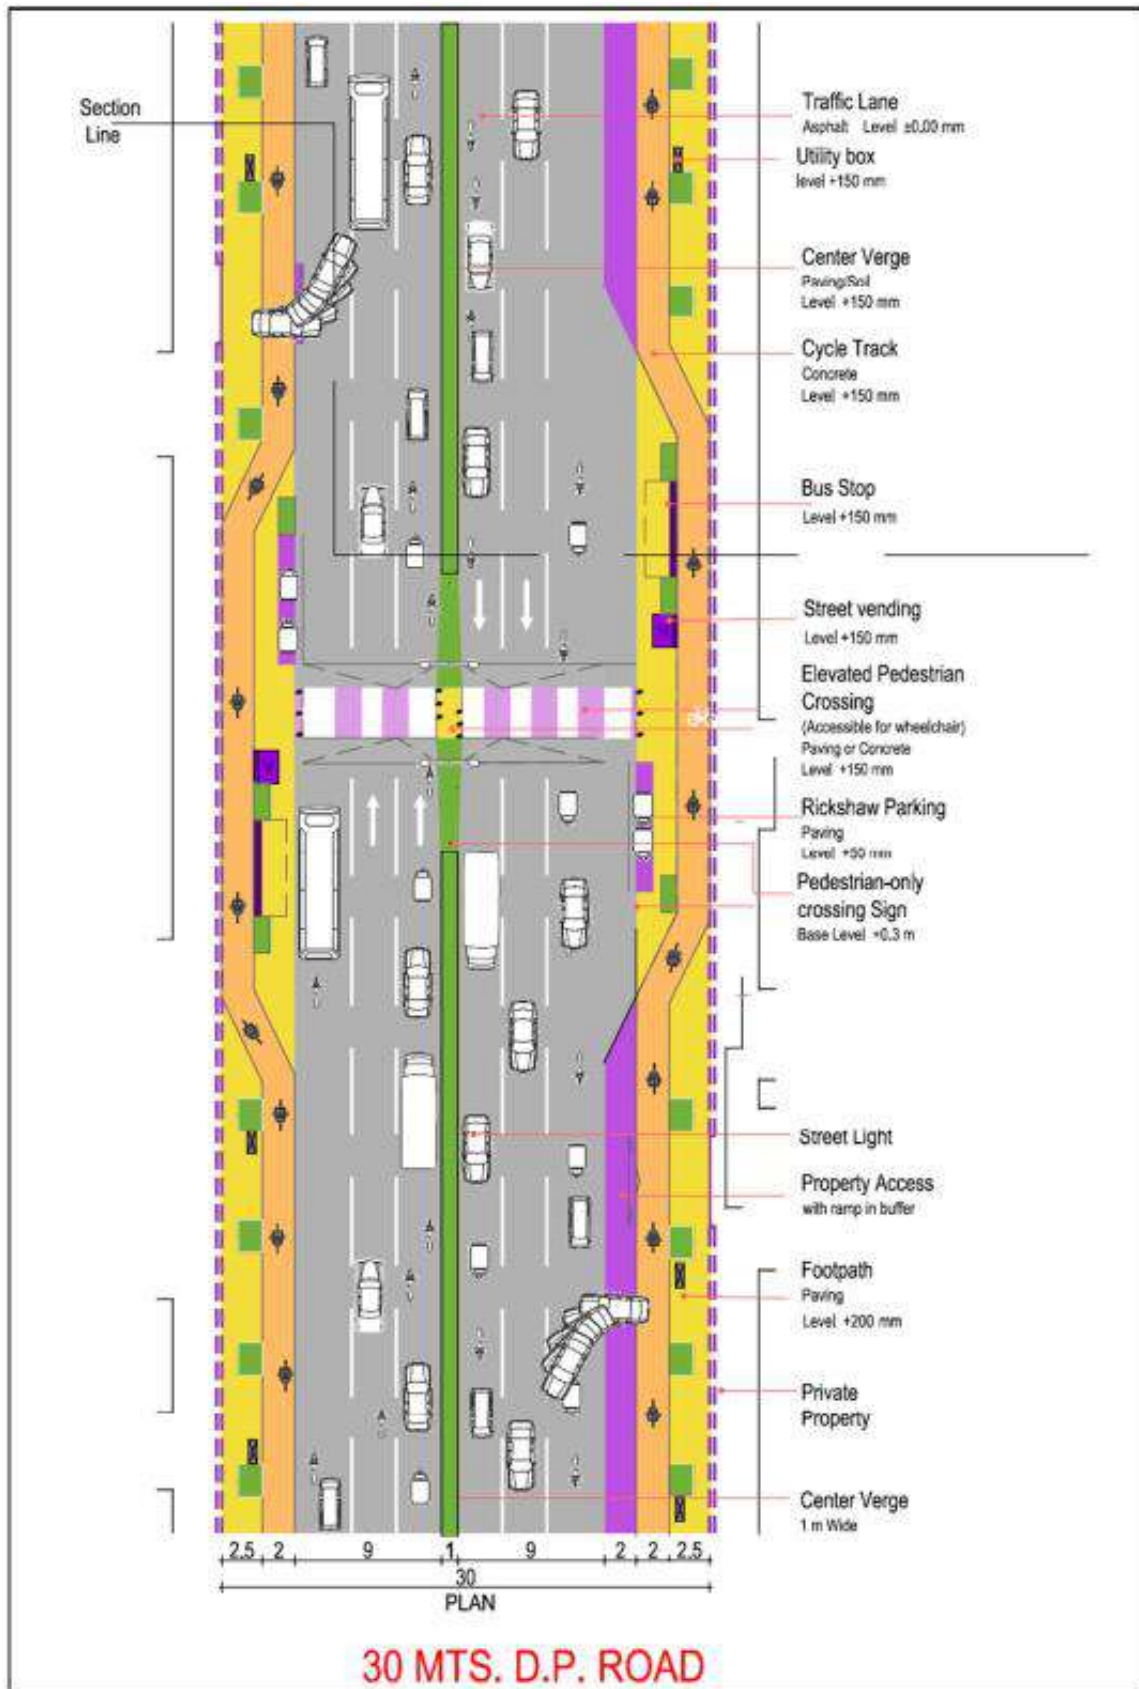 Section
Line
Traffic Lane
Asphalt Level ±0.00 mm
Utility box
level +150 mm
Center Verge
Paving/Soil
Level +150 mm
Cycle Track
Concrete
Level +150 mm
Bus Stop
Level +150 mm
Street vending
Level +150 mm
Elevated Pedestrian
Crossing
(Accessible for wheelchair)
Paving or Concrete
Level +150 mm
Rickshaw Parking
Paving
Level +50 mm
Pedestrian-only
crossing Sign
Base Level +0.3 m
Street Light
Property Access
with ramp in buffer
Footpath
Paving
Level +200 mm
Private
Property
Center Verge
1 m Wide
2.5 2 9 1 9 2 2 2.5
30
PLAN
30 MTS. D.P. ROAD